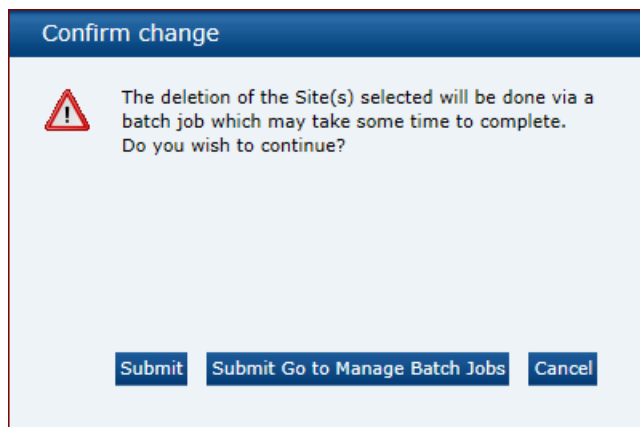 Confirm change
The deletion of the Site(s) selected will be done via a
batch job which may take some time to complete.
Do you wish to continue?
Submit Submit Go to Manage Batch Jobs Cancel